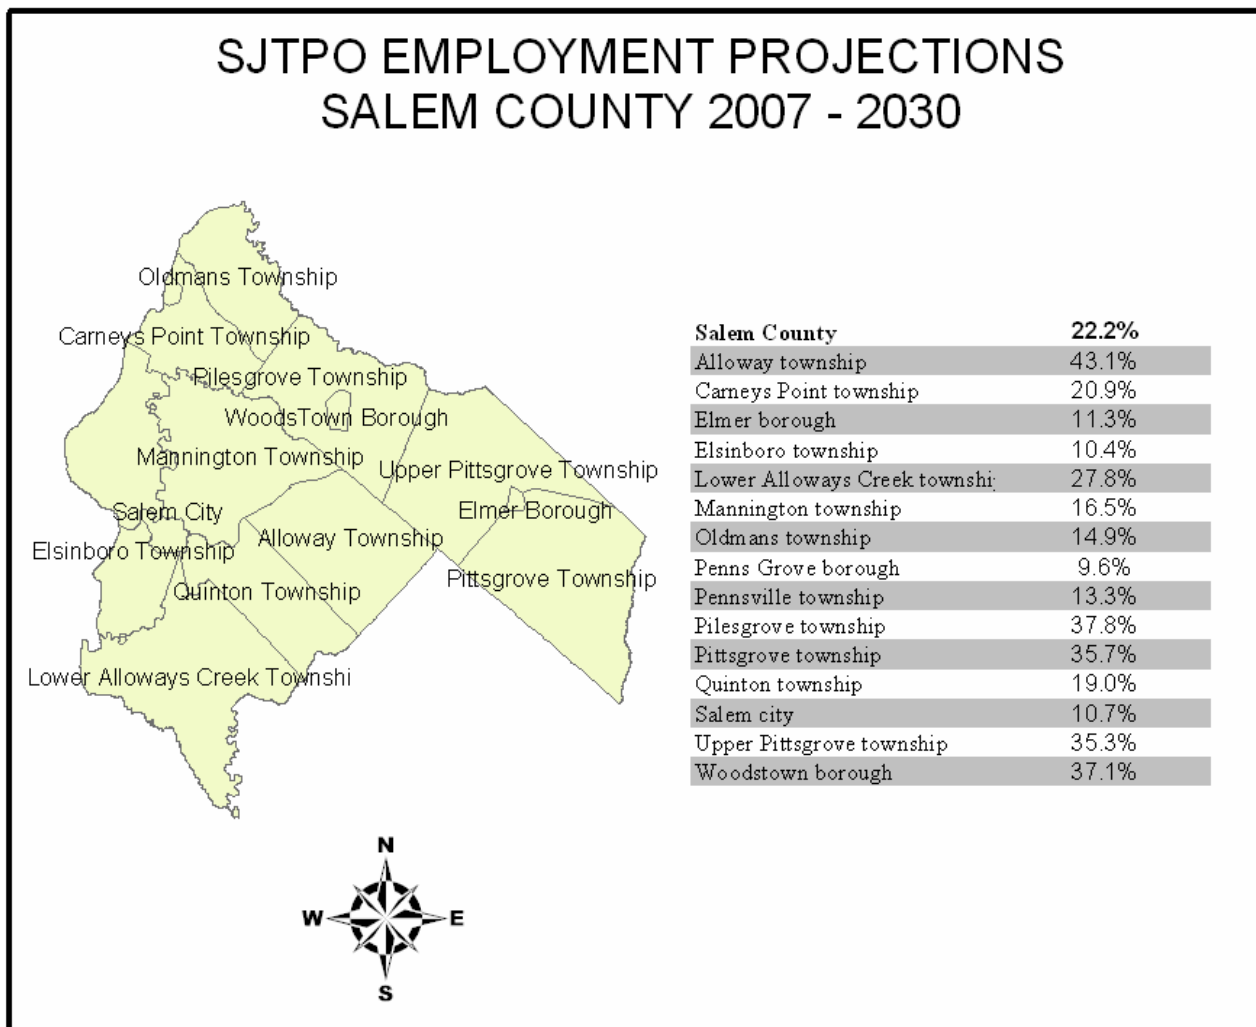 SJTPO EMPLOYMENT PROJECTIONS
SALEM COUNTY 2007 - 2030
Oldmans Township
Carneys Point Township
Pilesgrove Township
WoodsTown Borough
Mannington Township
Upper Pittsgrove Township
Salem City
Elmer Borough
Elsinboro Township
Alloway Township
Pittsgrove Township
Quinton Township
Lower Alloways Creek Townshi
Salem County 22.2%
Alloway township 43.1%
Carneys Point township 20.9%
Elmer borough 11.3%
Elsinboro township 10.4%
Lower Alloways Creek townshi 27.8%
Mannington township 16.5%
Oldmans township 14.9%
Penns Grove borough 9.6%
Pennsville township 13.3%
Pilesgrove township 37.8%
Pittsgrove township 35.7%
Quinton township 19.0%
Salem city 10.7%
Upper Pittsgrove township 35.3%
Woodstown borough 37.1%
N
W E
S